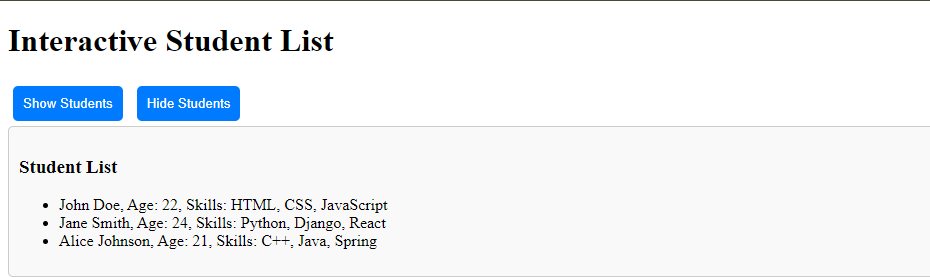 Interactive Student List
Show Students Hide Students
Student List
John Doe, Age: 22, Skills: HTML, CSS, JavaScript
Jane Smith, Age: 24, Skills: Python, Django, React
Alice Johnson, Age: 21, Skills: C++, Java, Spring